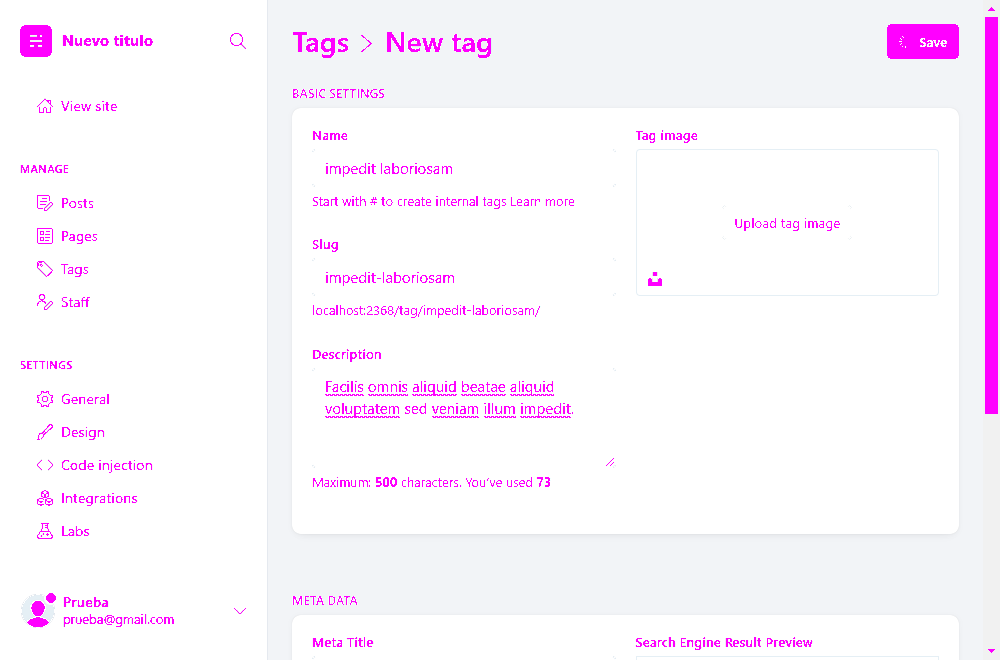 Nuevo titulo
View site
MANAGE
Posts
Pages
Tags
Staff
SETTINGS
General
Design
Code injection
Integrations
Labs
Prueba
prueba@gmail.com
Tags > New tag
Save
BASIC SETTINGS
Name
impedit laboriosam
Start with # to create internal tags Learn more
Slug
impedit-laboriosam
localhost:2368/tag/impedit-laboriosam/
Description
Facilis omnis aliquid beatae aliquid
voluptatem sed veniam illum impedit.
Maximum: 500 characters. You’ve used 73
Tag image
Upload tag image
META DATA
Meta Title
Search Engine Result Preview